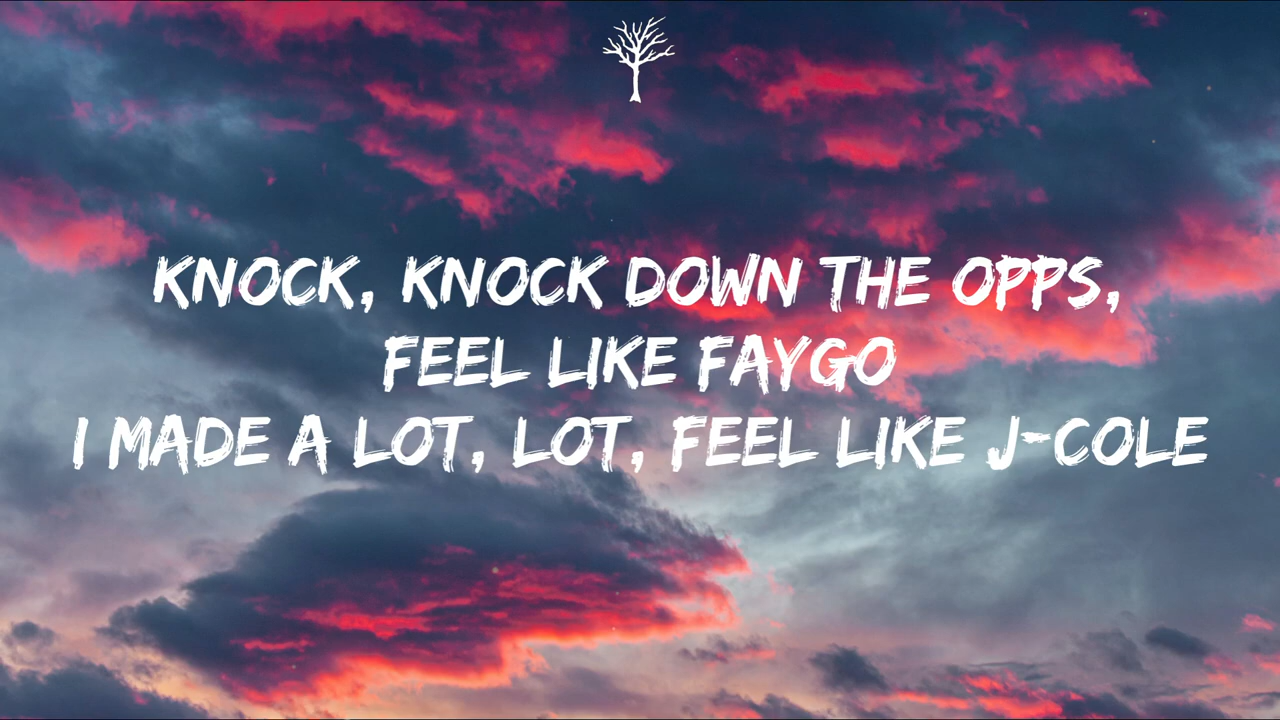 KNOCK, KNOCK DOWN THE OPPS,
FEEL LIKE FAYGO
I MADE A LOT, LOT, FEEL LIKE J-COLE